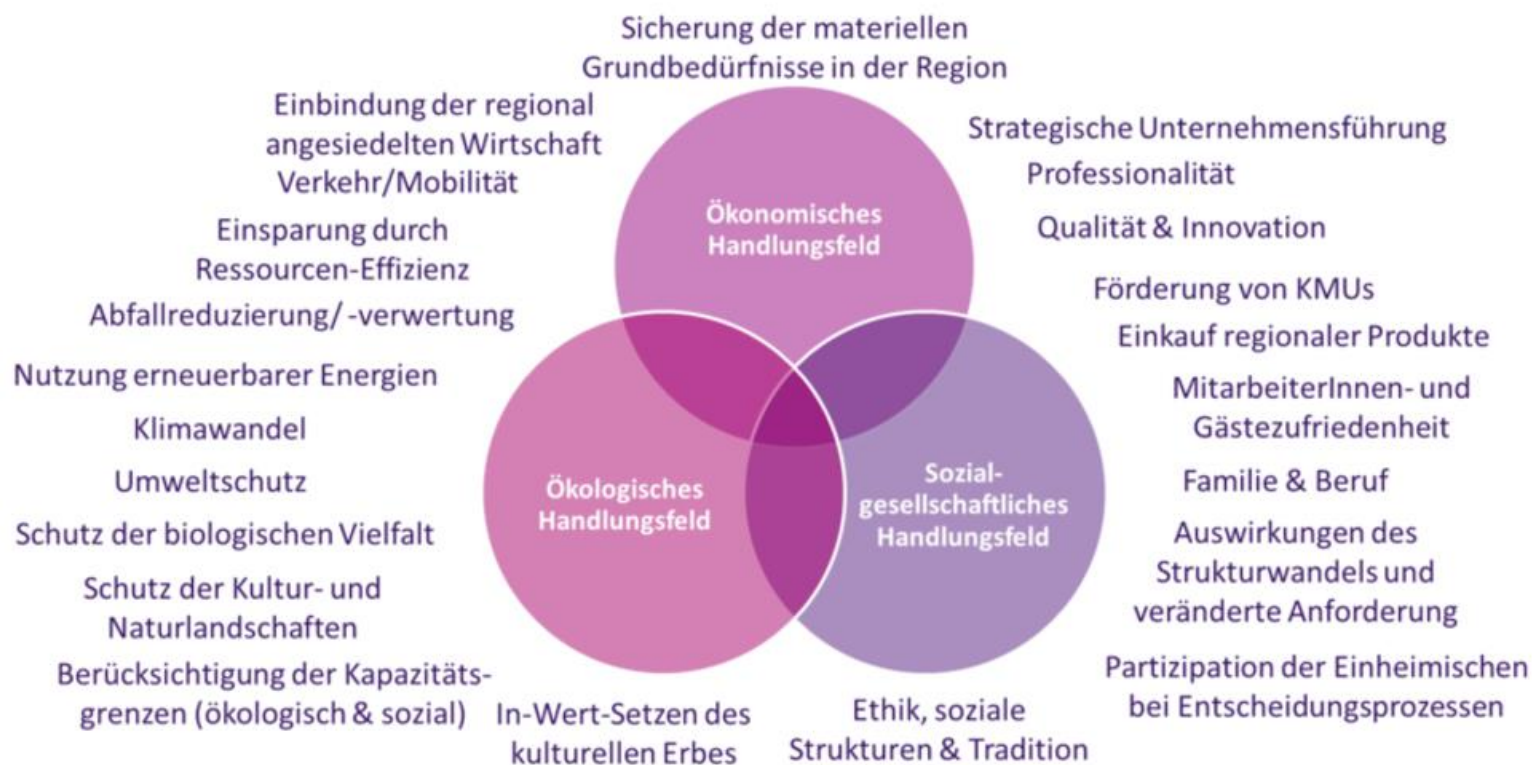 Sicherung der materiellen
Grundbedürfnisse in der Region
Einbindung der regional
angesiedelten Wirtschaft
Verkehr/Mobilität
Einsparung durch
Ressourcen-Effizienz
Abfallreduzierung/ -verwertung
Nutzung erneuerbarer Energien
Klimawandel
Umweltschutz
Schutz der biologischen Vielfalt
Schutz der Kultur- und
Naturlandschaften
Berücksichtigung der Kapazitäts-
grenzen (ökologisch & sozial)
In-Wert-Setzen des
kulturellen Erbes
Ökonomisches
Handlungsfeld
Ökologisches
Handlungsfeld
Sozial-
gesellschaftliches
Handlungsfeld
Strategische Unternehmensführung
Professionalität
Qualität & Innovation
Förderung von KMUs
Einkauf regionaler Produkte
MitarbeiterInnen- und
Gästezufriedenheit
Familie & Beruf
Auswirkungen des
Strukturwandels und
veränderte Anforderung
Partizipation der Einheimischen
bei Entscheidungsprozessen
Ethik, soziale
Strukturen & Tradition